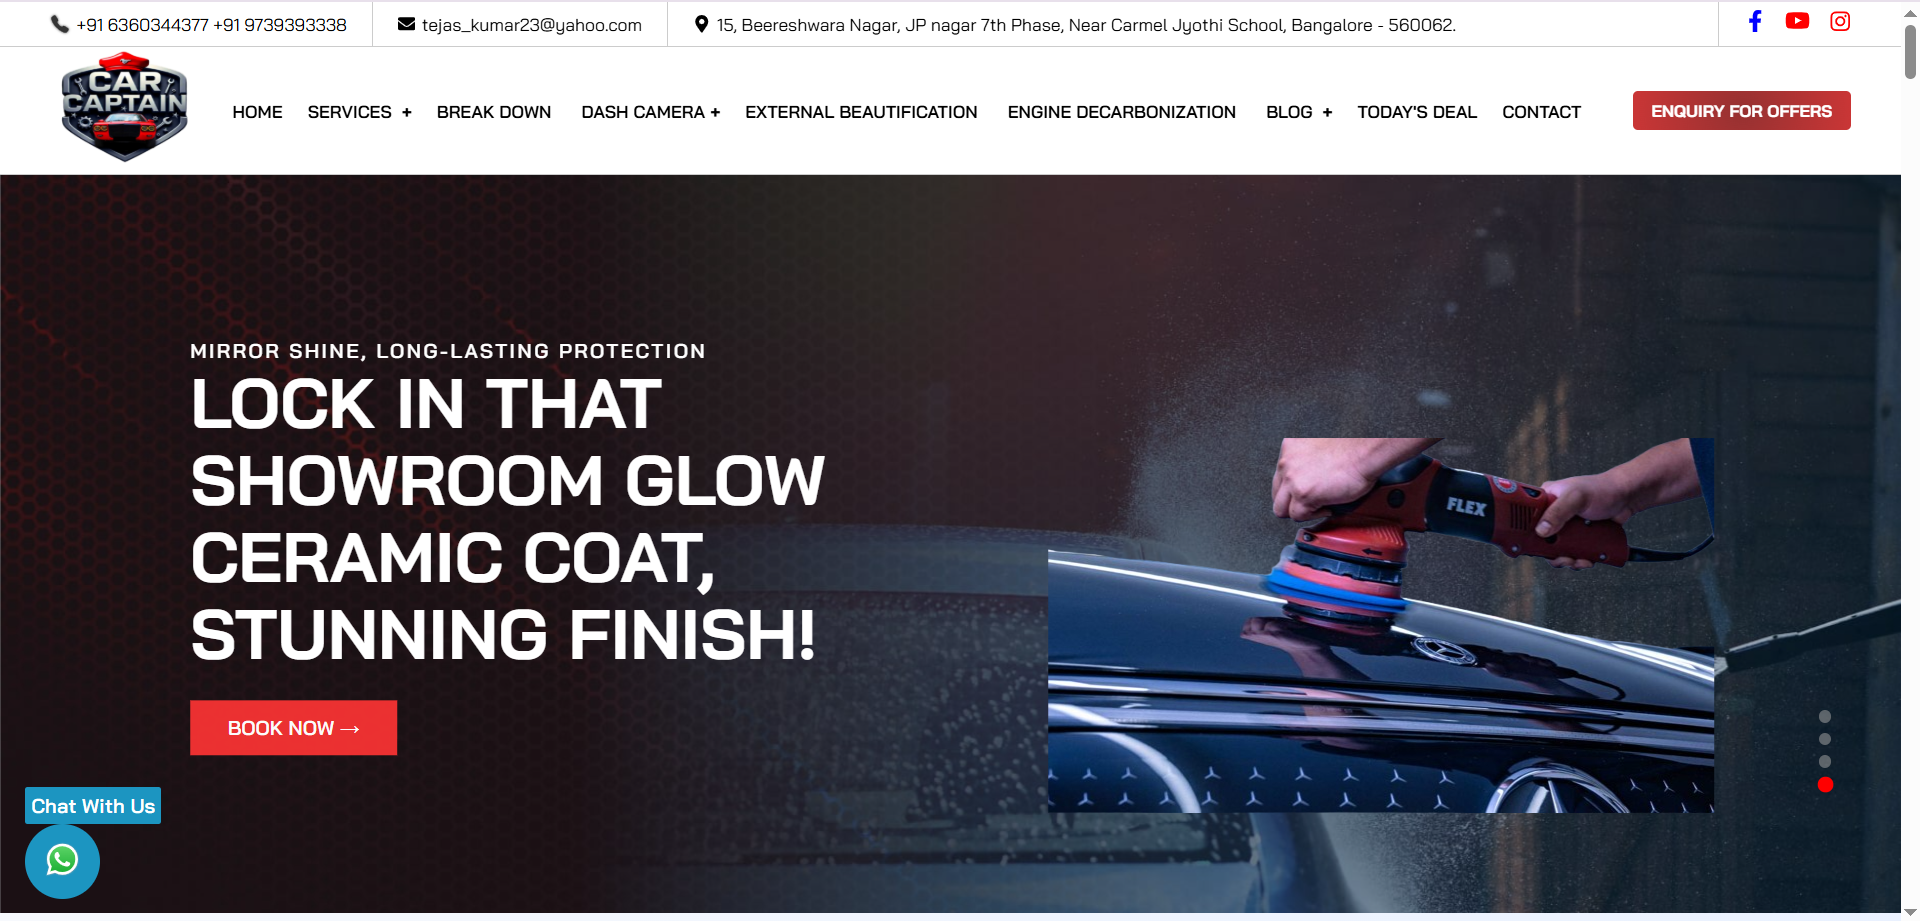 +91 6360344377 +91 9739393338
tejas_kumar23@yahoo.com
15, Beereshwara Nagar, JP nagar 7th Phase, Near Carmel Jyothi School, Bangalore - 560062.
CAR
CAPTAIN
HOME
SERVICES +
BREAK DOWN
DASH CAMERA +
EXTERNAL BEAUTIFICATION
ENGINE DECARBONIZATION
BLOG +
TODAY'S DEAL
CONTACT
ENQUIRY FOR OFFERS
MIRROR SHINE, LONG-LASTING PROTECTION
LOCK IN THAT
SHOWROOM GLOW
CERAMIC COAT,
STUNNING FINISH!
BOOK NOW →
FLEX
Chat With Us